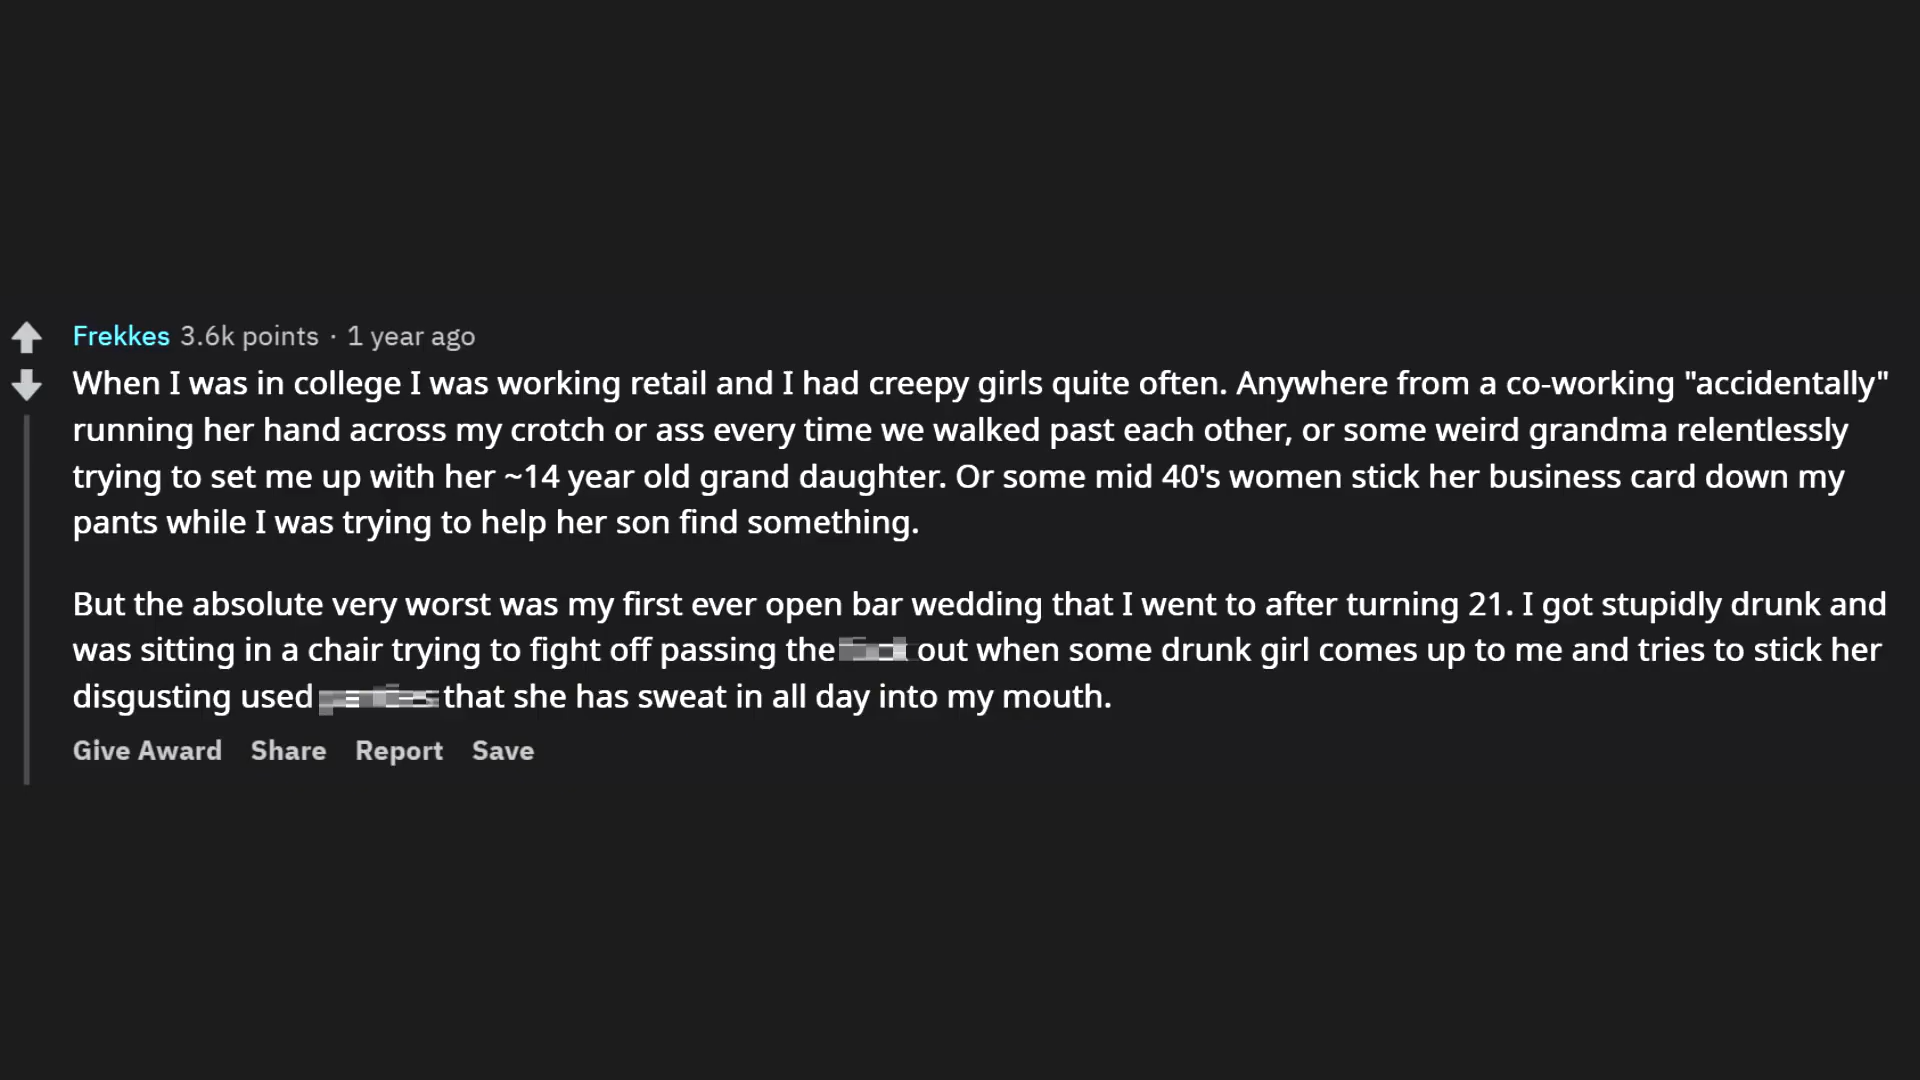 Frekkes 3.6k points · 1 year ago
When I was in college I was working retail and I had creepy girls quite often. Anywhere from a co-working "accidentally"
running her hand across my crotch or ass every time we walked past each other, or some weird grandma relentlessly
trying to set me up with her ~14 year old grand daughter. Or some mid 40's women stick her business card down my
pants while I was trying to help her son find something.
But the absolute very worst was my first ever open bar wedding that I went to after turning 21. I got stupidly drunk and
was sitting in a chair trying to fight off passing the out when some drunk girl comes up to me and tries to stick her
disgusting used that she has sweat in all day into my mouth.
Give Award Share Report Save